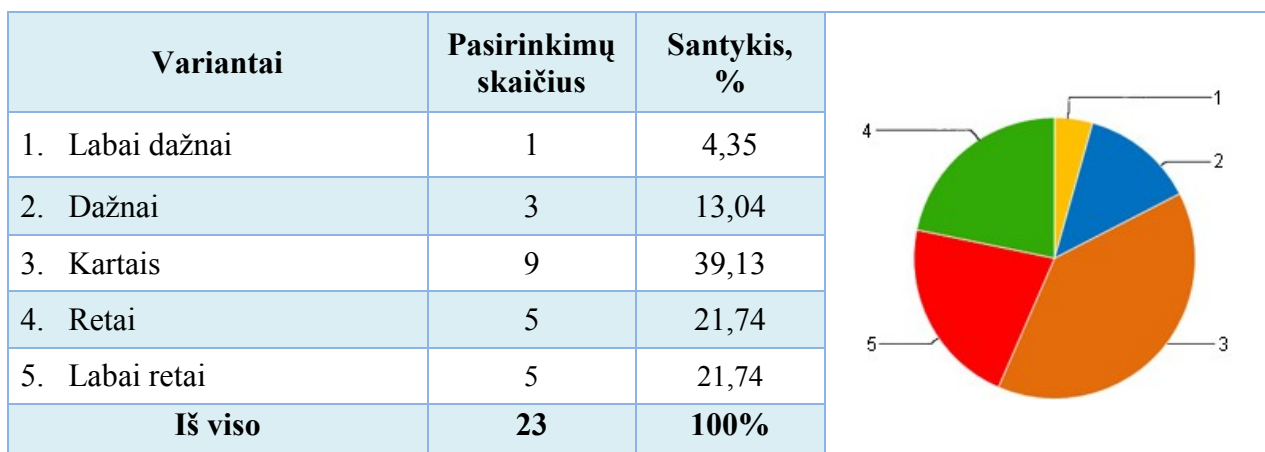 Variantai Pasirinkimų skaičius Santykis, %
1. Labai dažnai 1 4,35
2. Dažnai 3 13,04
3. Kartais 9 39,13
4. Retai 5 21,74
5. Labai retai 5 21,74
Iš viso 23 100%
1
4
2
5
3